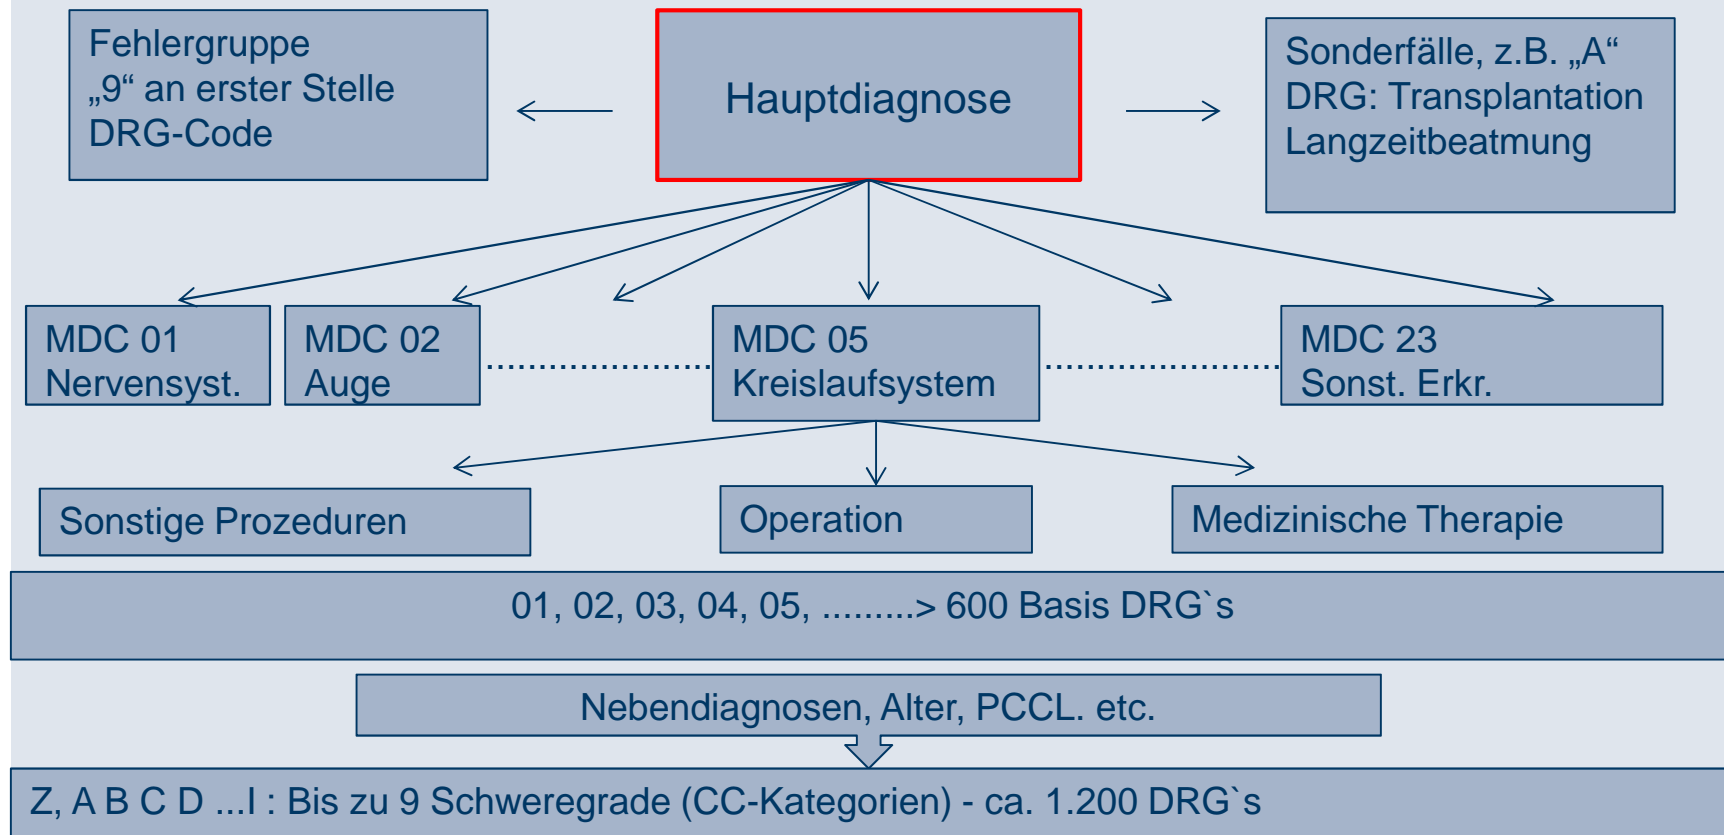 Fehlergruppe
„9“ an erster Stelle
DRG-Code
Hauptdiagnose
Sonderfälle, z.B. „A“
DRG: Transplantation
Langzeitbeatmung
MDC 01
Nervensyst.
MDC 02
Auge
MDC 05
Kreislaufsystem
MDC 23
Sonst. Erkr.
Sonstige Prozeduren
Operation
Medizinische Therapie
01, 02, 03, 04, 05, .........> 600 Basis DRG`s
Nebendiagnosen, Alter, PCCL. etc.
Z, A B C D ...I : Bis zu 9 Schweregrade (CC-Kategorien) - ca. 1.200 DRG`s